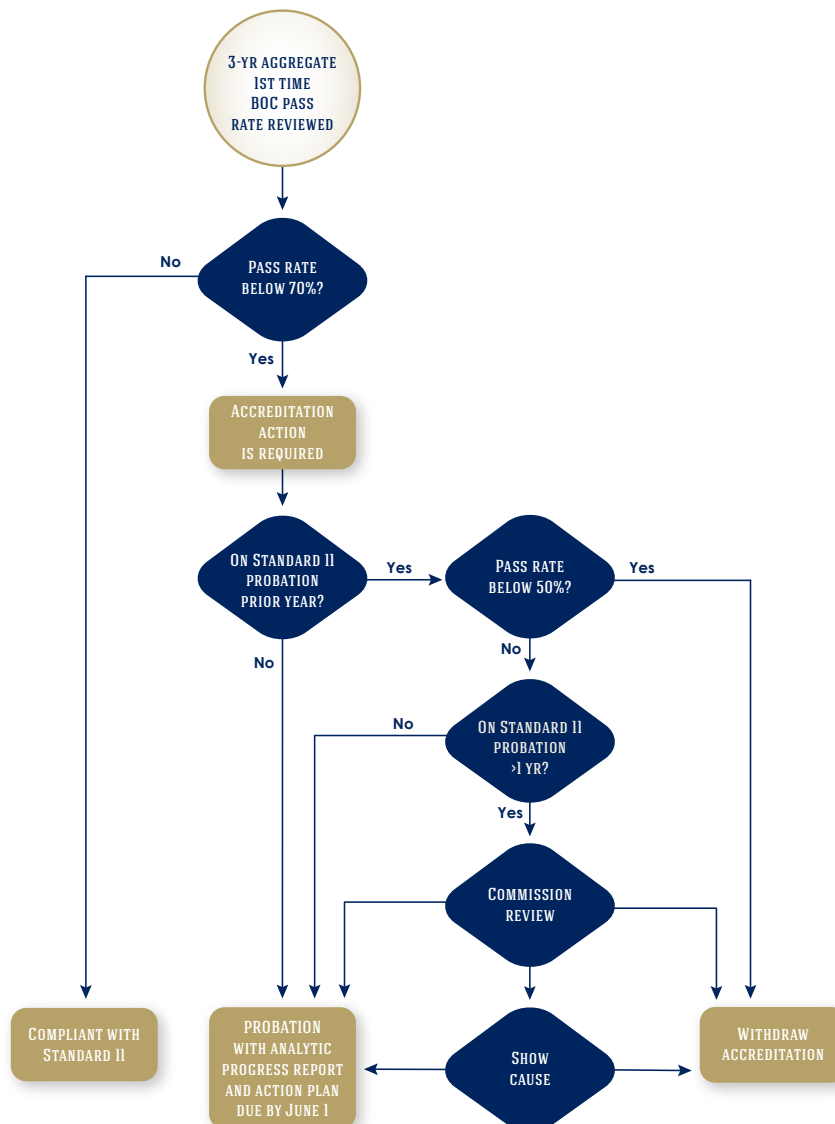 3-yr aggregate
1st time
BOC pass
rate reviewed
No
Pass rate
below 70%?
Yes
Accreditation
action
is required
On Standard 11
probation
prior year?
Yes
Pass rate
below 50%?
Yes
No
No
On Standard 11
probation
>1 yr?
No
Yes
Commission
review
Compliant with
Standard 11
PROBATION
with analytic
progress report
and action plan
due by June 1
Show
cause
Withdraw
accreditation